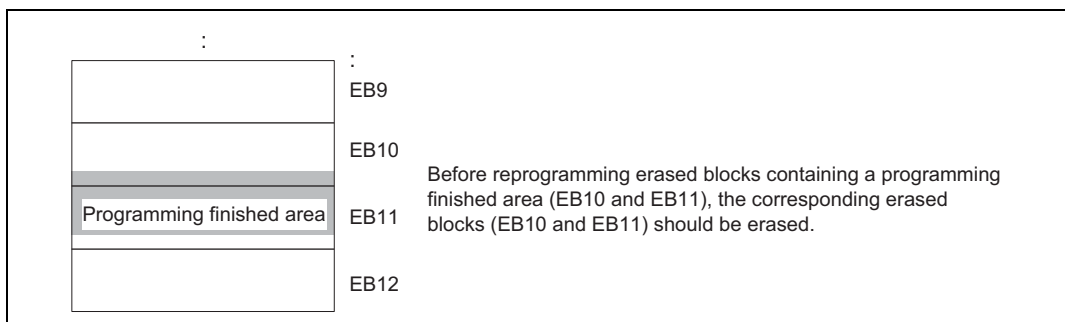 :
:
EB9
EB10
Before reprogramming erased blocks containing a programming
finished area (EB10 and EB11), the corresponding erased
blocks (EB10 and EB11) should be erased.
Programming finished area
EB11
EB12